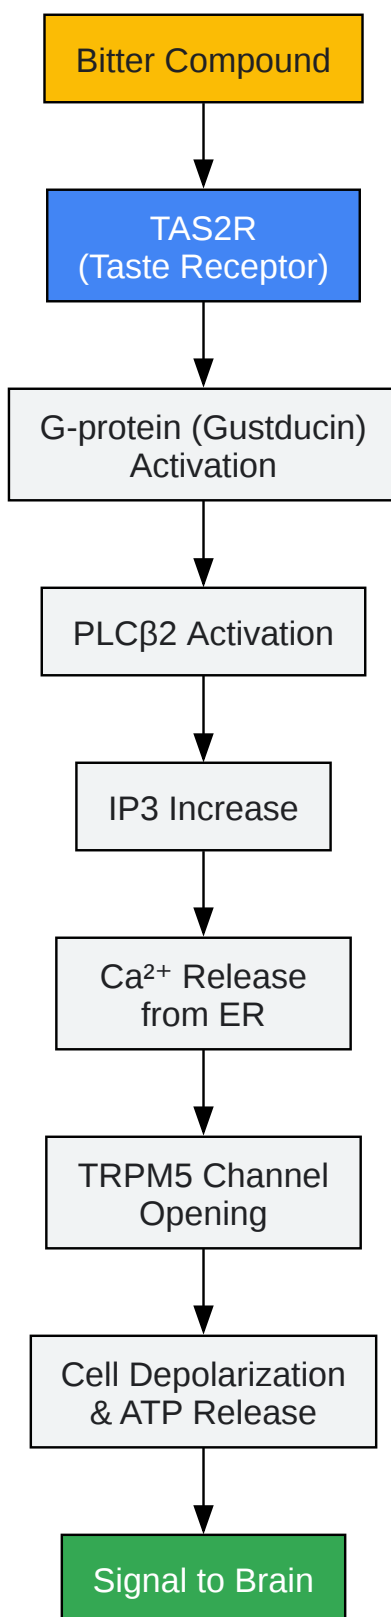 Bitter Compound
TAS2R
(Taste Receptor)
G-protein (Gustducin)
Activation
PLCβ2 Activation
IP3 Increase
Ca²⁺ Release
from ER
TRPM5 Channel
Opening
Cell Depolarization
& ATP Release
Signal to Brain